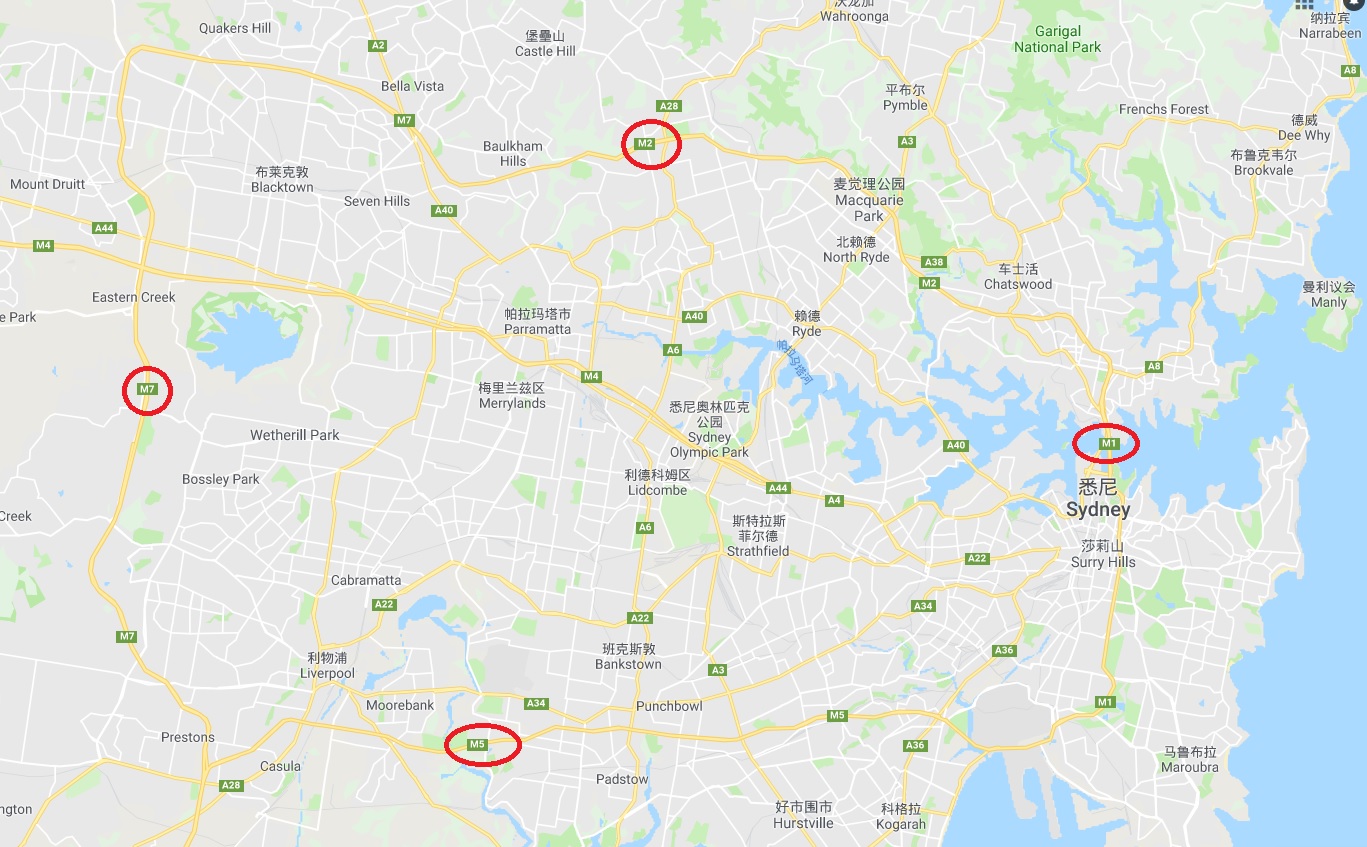 沃龙加
Wahroonga
纳拉宾
Narrabeen
Quakers Hill
堡壘山
Castle Hill
Garigal
National Park
A2
A8
Bella Vista
平布尔
Pymble
A28
Frenchs Forest
M7
德威
Dee Why
M2
A3
Baulkham
Hills
布鲁克韦尔
Brookvale
布莱克敦
Blacktown
Mount Druitt
麦觉理公园
Macquarie
Park
Seven Hills
A40
A44
M4
北赖德
North Ryde
A38
M2
车士活
Chatswood
Eastern Creek
曼利议会
Manly
e Park
帕拉玛塔市
Parramatta
A40
赖德
Ryde
A6
帕拉马塔河
A8
M4
M7
梅里兰兹区
Merrylands
悉尼奥林匹克
公园
Sydney
Olympic Park
Wetherill Park
A40
M1
Bossley Park
利德科姆区
Lidcombe
A44
A4
悉尼
Sydney
Creek
A6
斯特拉斯
菲尔德
Strathfield
莎莉山
Surry Hills
A22
Cabramatta
A22
A34
A22
M7
班克斯敦
Bankstown
A36
利物浦
Liverpool
A3
Moorebank
A34
Punchbowl
M5
M1
Prestons
M5
A36
马鲁布拉
Maroubra
Casula
Padstow
A28
ngton
好市围市
Hurstville
科格拉
Kogarah